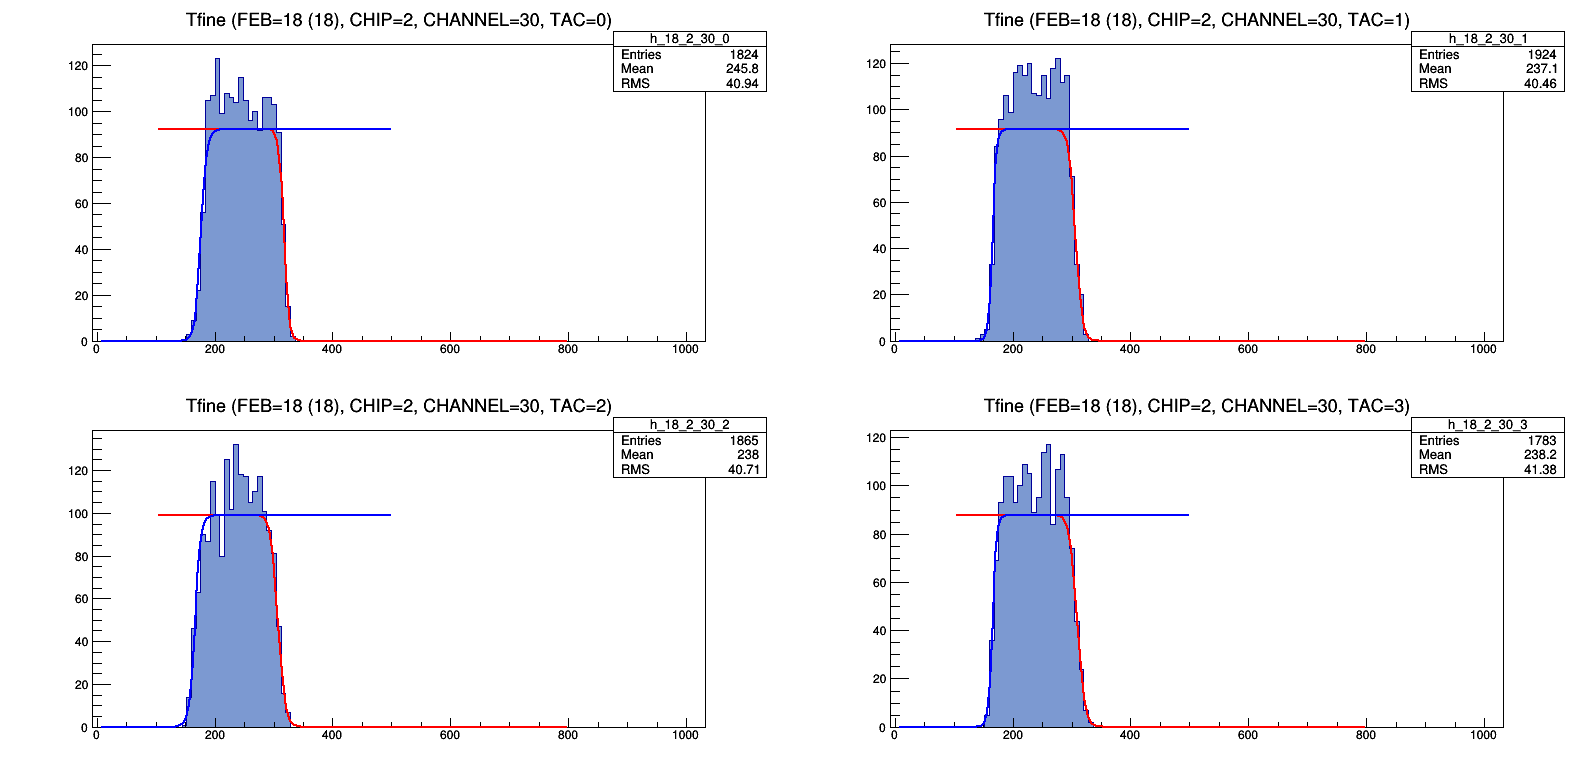 Tfine (FEB=18 (18), CHIP=2, CHANNEL=30, TAC=0)
h_18_2_30_0
Entries 1824
Mean 245.8
RMS 40.94
120
100
80
60
40
20
0
0 200 400 600 800 1000
Tfine (FEB=18 (18), CHIP=2, CHANNEL=30, TAC=1)
h_18_2_30_1
Entries 1924
Mean 237.1
RMS 40.46
120
100
80
60
40
20
0
0 200 400 600 800 1000
Tfine (FEB=18 (18), CHIP=2, CHANNEL=30, TAC=2)
h_18_2_30_2
Entries 1865
Mean 238
RMS 40.71
120
100
80
60
40
20
0
0 200 400 600 800 1000
Tfine (FEB=18 (18), CHIP=2, CHANNEL=30, TAC=3)
h_18_2_30_3
Entries 1783
Mean 238.2
RMS 41.38
120
100
80
60
40
20
0
0 200 400 600 800 1000